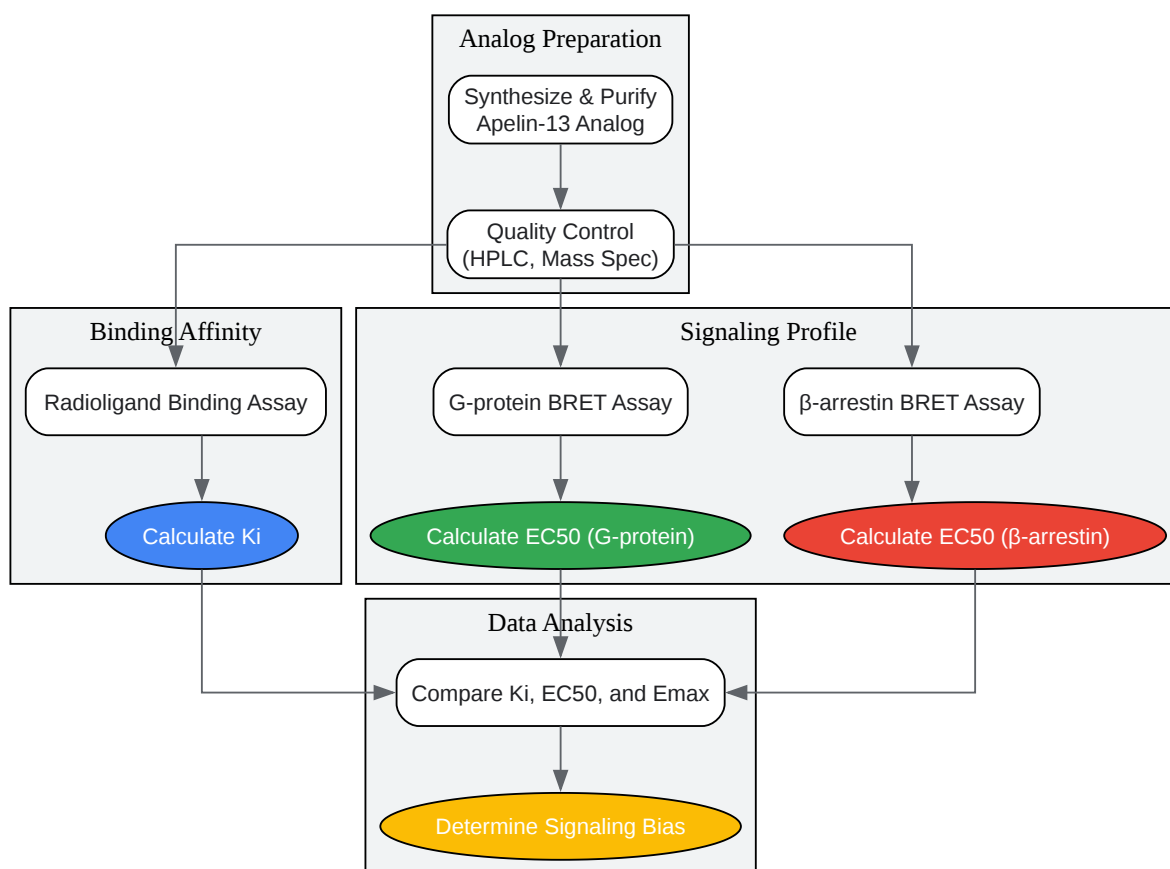 Analog Preparation
Synthesize & Purify
Apelin-13 Analog
Quality Control
(HPLC, Mass Spec)
Binding Affinity
Signaling Profile
Radioligand Binding Assay
G-protein BRET Assay
β-arrestin BRET Assay
Calculate Ki
Calculate EC50 (G-protein)
Calculate EC50 (β-arrestin)
Data Analysis
Compare Ki, EC50, and Emax
Determine Signaling Bias